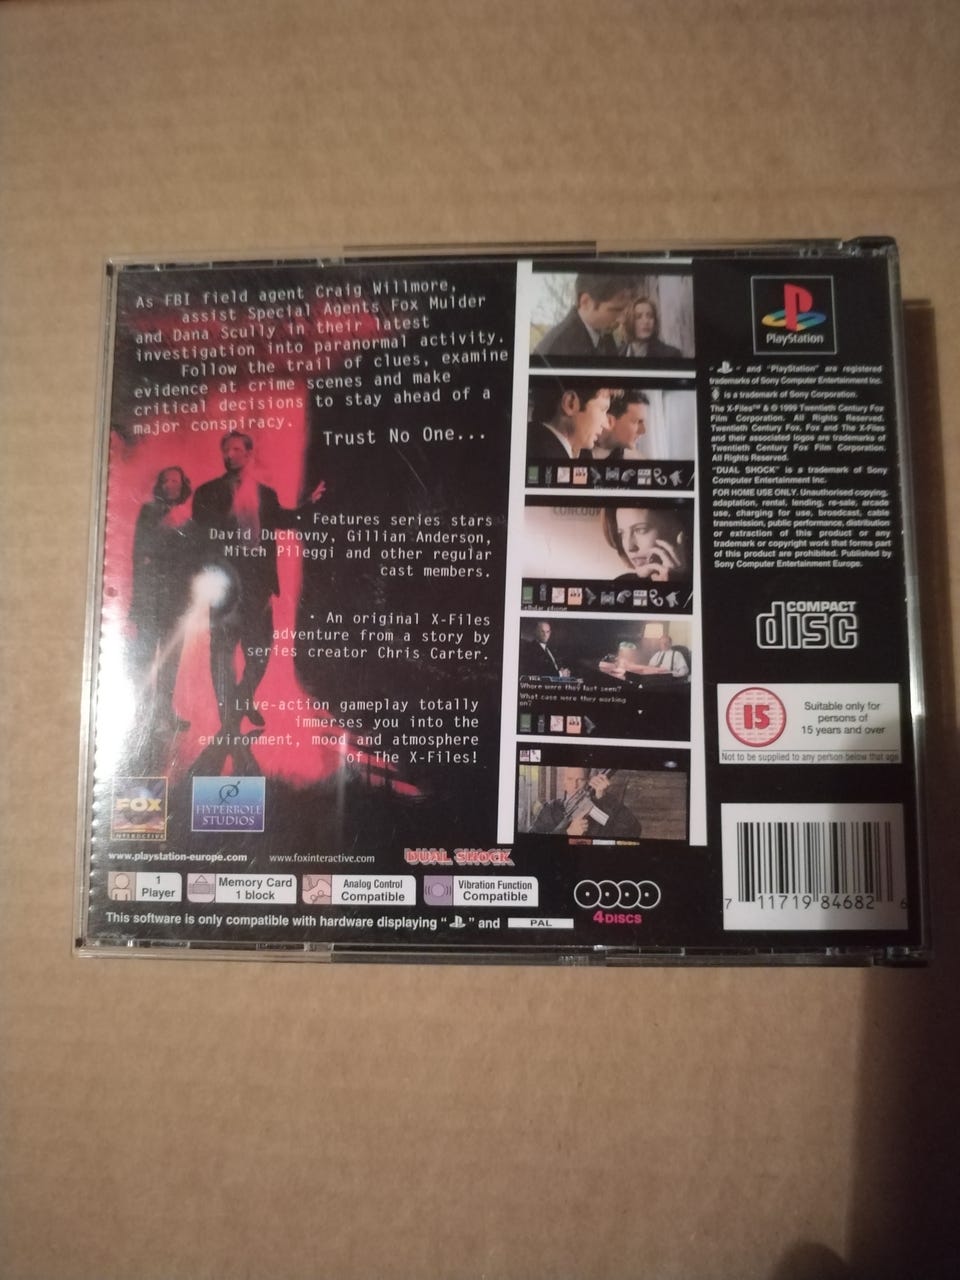 As FBI field agent Craig Willmore,
assist Special Agents Fox Mulder
and Dana Scully in their latest
investigation into paranormal activity.
Follow the trail of clues, examine
evidence at crime scenes and make
critical decisions to stay ahead of a
major conspiracy.
Trust No One...
· Features series stars
David Duchovny, Gillian Anderson,
Mitch Pileggi and other regular
cast members.
· An original X-Files
adventure from a story by
series creator Chris Carter.
· Live-action gameplay totally
immerses you into the
environment, mood and atmosphere
of The X-Files!
FOX
INTERACTIVE
HYPERBOLE
STUDIOS
www.playstation-europe.com
www.foxinteractive.com
DUAL SHOCK
1
Player
Memory Card
1 block
Analog Control
Compatible
Vibration Function
Compatible
4 DISCS
This software is only compatible with hardware displaying " " and PAL
Where were they last seen?
What case were they working
on?
PlayStation
" " and "PlayStation" are registered
trademarks of Sony Computer Entertainment Inc.
is a trademark of Sony Corporation.
The X-Files™ & © 1999 Twentieth Century Fox
Film Corporation. All Rights Reserved.
Twentieth Century Fox, Fox and The X-Files
and their associated logos are trademarks of
Twentieth Century Fox Film Corporation.
All Rights Reserved.
"DUAL SHOCK" is a trademark of Sony
Computer Entertainment Inc.
FOR HOME USE ONLY. Unauthorised copying,
adaptation, rental, lending, re-sale, arcade
use, charging for use, broadcast, cable
transmission, public performance, distribution
or extraction of this product or any
trademark or copyright work that forms part
of this product are prohibited. Published by
Sony Computer Entertainment Europe.
COMPACT
disc
15
Suitable only for
persons of
15 years and over
Not to be supplied to any person below that age
7 11719 84682 6